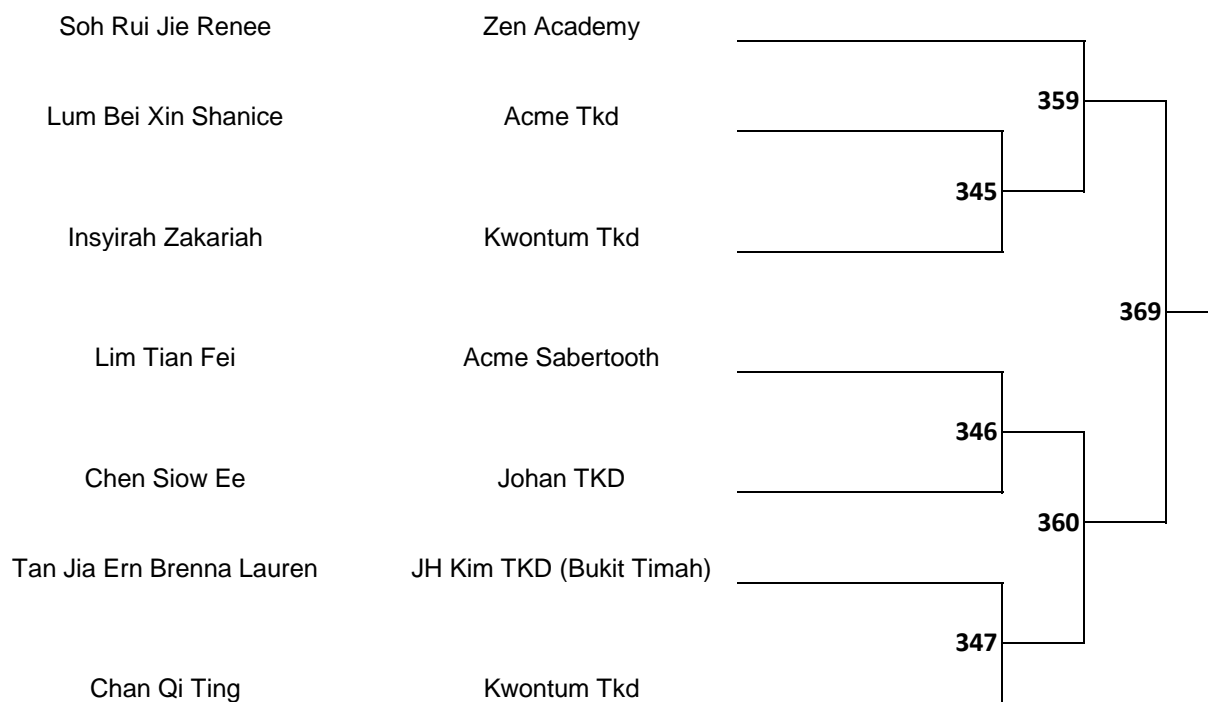 Soh Rui Jie Renee Zen Academy
359
Lum Bei Xin Shanice Acme Tkd
345
Insyirah Zakariah Kwontum Tkd
369
Lim Tian Fei Acme Sabertooth
346
Chen Siow Ee Johan TKD
360
Tan Jia Ern Brenna Lauren JH Kim TKD (Bukit Timah)
347
Chan Qi Ting Kwontum Tkd